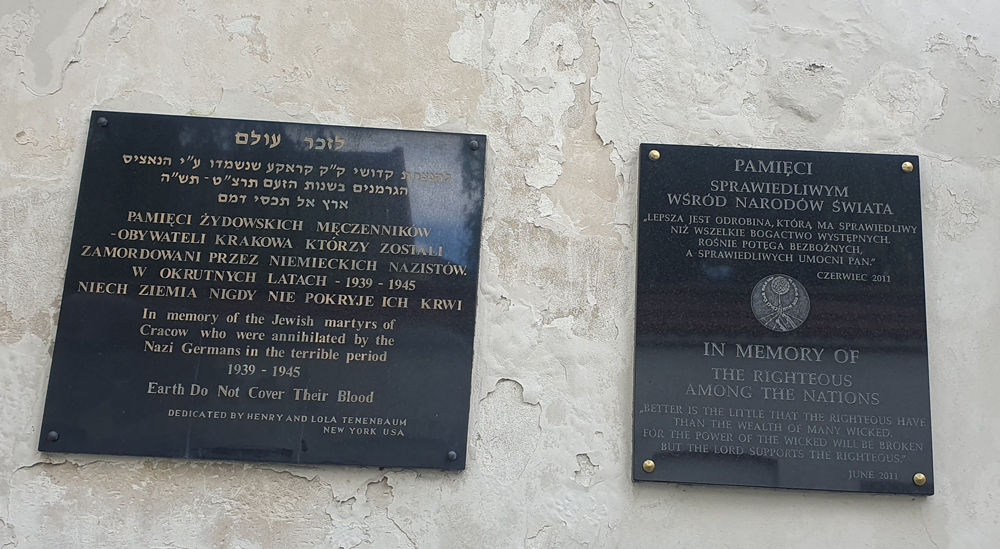 לזכר עולם
קדושי ק"ק קראקע שנשמדו ע"י הנאציס
הגרמנים בשנות הזעם תרצ"ט - תש"ה
ארץ אל תכסי דמם
PAMIĘCI ŻYDOWSKICH MĘCZENNIKÓW
-OBYWATELI KRAKOWA KTÓRZY ZOSTALI
ZAMORDOWANI PRZEZ NIEMIECKICH NAZISTÓW.
W OKRUTNYCH LATACH - 1939 - 1945
NIECH ZIEMIA NIGDY NIE POKRYJE ICH KRWI
In memory of the Jewish martyrs of
Cracow who were annihilated by the
Nazi Germans in the terrible period
1939 - 1945
Earth Do Not Cover Their Blood
DEDICATED BY HENRY AND LOLA TENENBAUM
NEW YORK USA
PAMIĘCI
SPRAWIEDLIWYM
WŚRÓD NARODÓW ŚWIATA
„LEPSZA JEST ODROBINA, KTÓRĄ MA SPRAWIEDLIWY
NIŻ WSZELKIE BOGACTWO WYSTĘPNYCH.
ROŚNIE POTĘGA BEZBOŻNYCH,
A SPRAWIEDLIWYCH UMOCNI PAN."
CZERWIEC 2011
IN MEMORY OF
THE RIGHTEOUS
AMONG THE NATIONS
„BETTER IS THE LITTLE THAT THE RIGHTEOUS HAVE
THAN THE WEALTH OF MANY WICKED.
FOR THE POWER OF THE WICKED WILL BE BROKEN
BUT THE LORD SUPPORTS THE RIGHTEOUS."
JUNE 2011